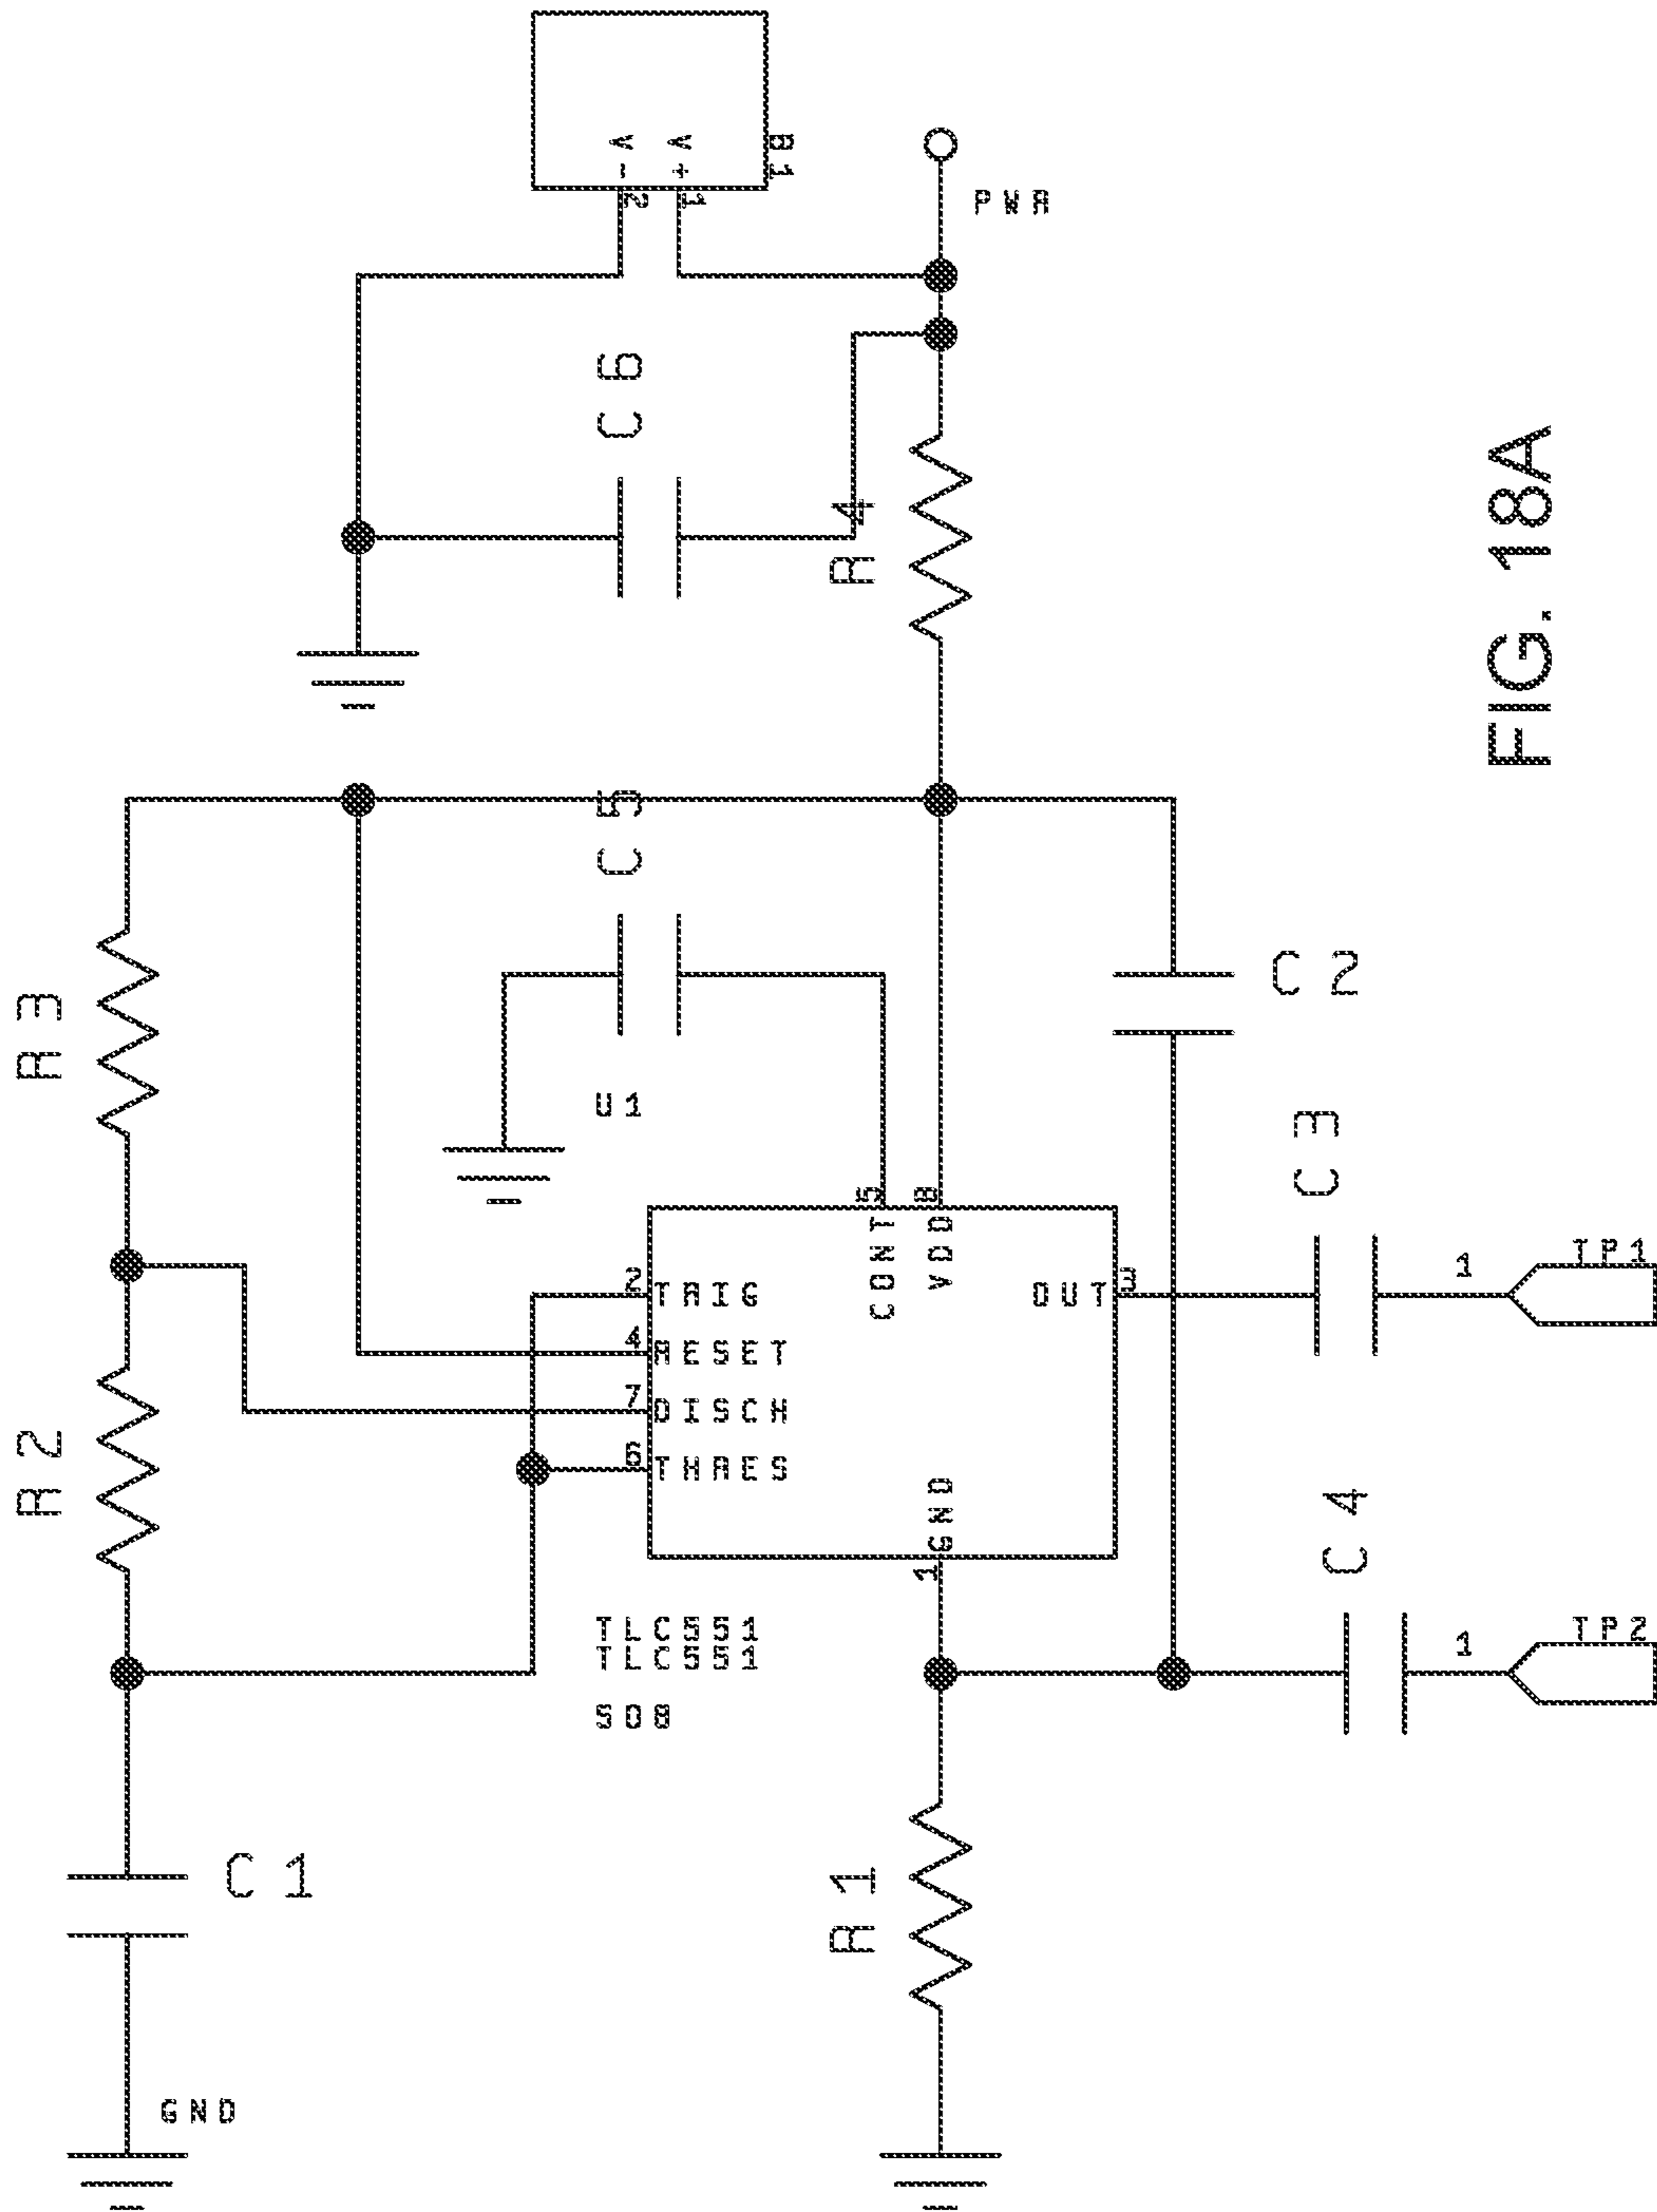 -V
+V
2
1
B1
PWR
C6
R4
C5
R3
C2
U1
C3
5
8
CONT
VDD
2
TRIG
OUT
3
1
TP1
4
RESET
7
DISCH
6
THRES
R2
GND
1
C4
TLC551
TLC551
SO8
1
TP2
C1
R1
GND
FIG. 18A